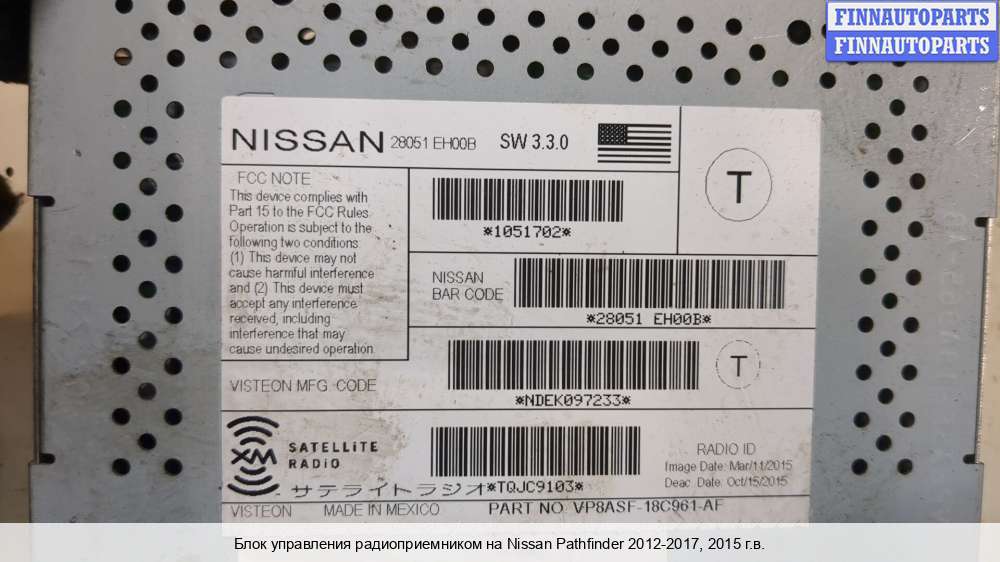 FINNAUTOPARTS
FINNAUTOPARTS
NISSAN 28051 EH00B SW 3.3.0
FCC NOTE
This device complies with
Part 15 to the FCC Rules
Operation is subject to the
following two conditions
(1) This device may not
cause harmful interference
and (2) This device must
accept any interference
received, including
interference that may
cause undesired operation
*1051702*
T
NISSAN
BAR CODE
*28051 EH00B*
VISTEON MFG. CODE
*NDEK097233*
T
XM SATELLITE
RADIO
サテライトラジオ
*TQJC9103*
RADIO ID
Image Date: Mar/11/2015
Deac. Date: Oct/15/2015
VISTEON MADE IN MEXICO PART NO. VP8ASF-18C961-AF
Блок управления радиоприемником на Nissan Pathfinder 2012-2017, 2015 г.в.